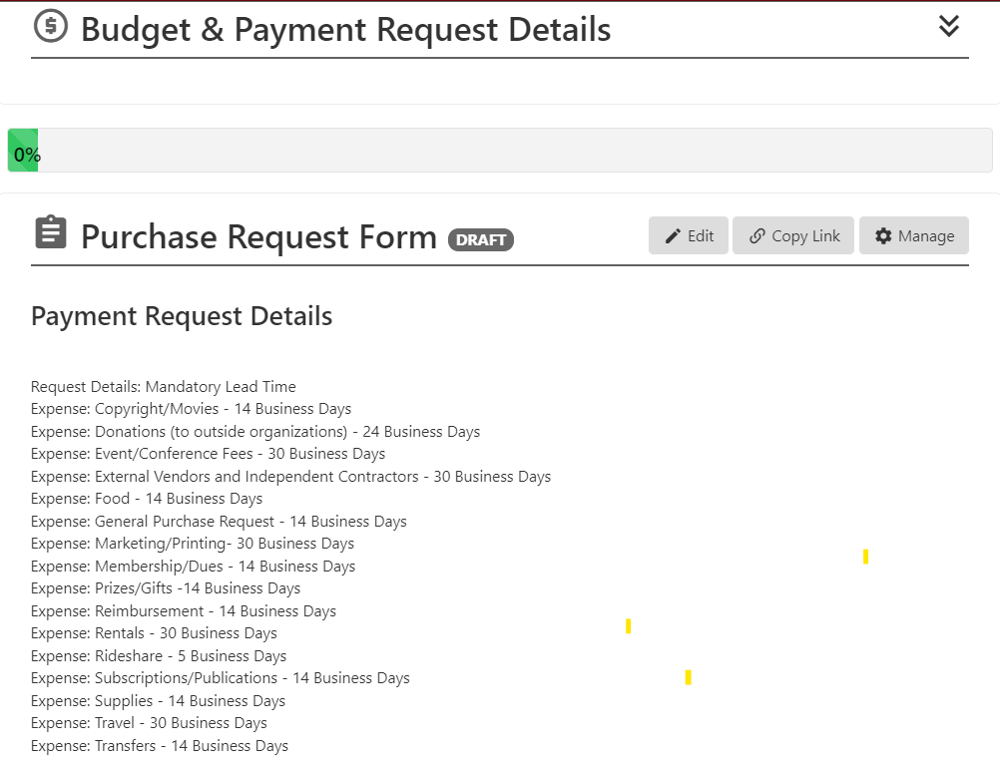 Budget & Payment Request Details
0%
Purchase Request Form DRAFT Edit Copy Link Manage
Payment Request Details
Request Details: Mandatory Lead Time
Expense: Copyright/Movies - 14 Business Days
Expense: Donations (to outside organizations) - 24 Business Days
Expense: Event/Conference Fees - 30 Business Days
Expense: External Vendors and Independent Contractors - 30 Business Days
Expense: Food - 14 Business Days
Expense: General Purchase Request - 14 Business Days
Expense: Marketing/Printing- 30 Business Days
Expense: Membership/Dues - 14 Business Days
Expense: Prizes/Gifts -14 Business Days
Expense: Reimbursement - 14 Business Days
Expense: Rentals - 30 Business Days
Expense: Rideshare - 5 Business Days
Expense: Subscriptions/Publications - 14 Business Days
Expense: Supplies - 14 Business Days
Expense: Travel - 30 Business Days
Expense: Transfers - 14 Business Days